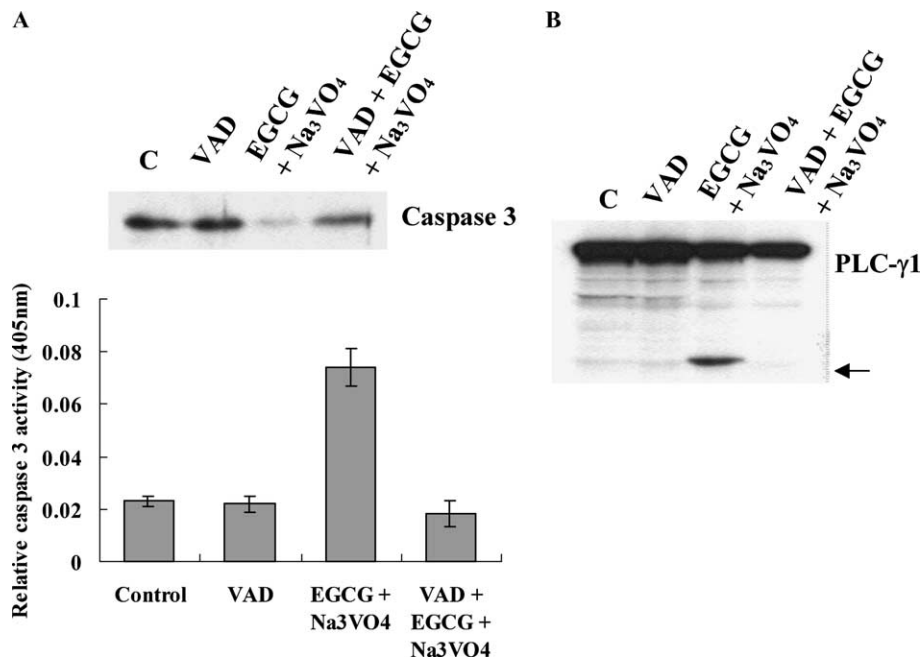 A
C
VAD
EGCG
+ Na₃VO₄
VAD + EGCG
+ Na₃VO₄
Caspase 3
Relative caspase 3 activity (405nm)
0.1
0.08
0.06
0.04
0.02
0
Control
VAD
EGCG +
Na3VO4
VAD +
EGCG +
Na3VO4
B
C
VAD
EGCG
+ Na₃VO₄
VAD + EGCG
+ Na₃VO₄
PLC-γ1